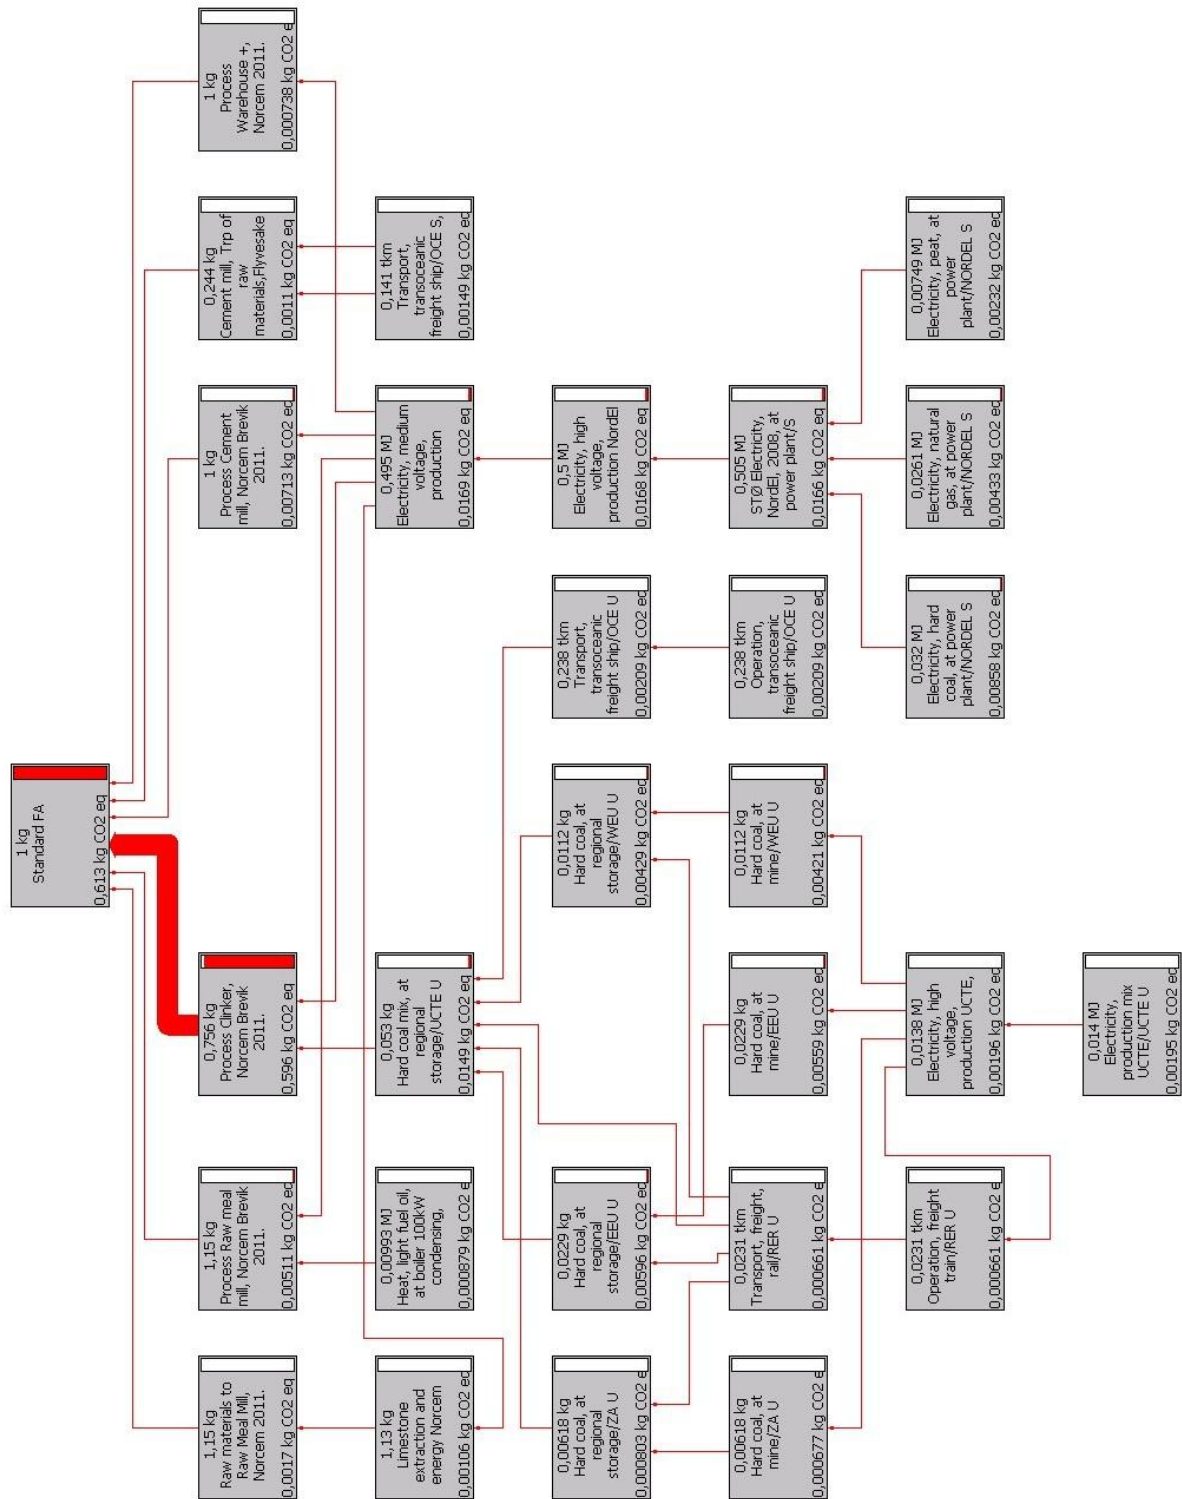 1 kg
Standard FA
0,613 kg CO2 eq
1,15 kg
Raw materials to
Raw Meal Mill,
Norcem 2011.
0,0017 kg CO2 eq
1,15 kg
Process Raw meal
mill, Norcem Brevik
2011.
0,00511 kg CO2 eq
0,756 kg
Process Clinker,
Norcem Brevik
2011.
0,596 kg CO2 eq
1 kg
Process Cement
mill, Norcem Brevik
2011.
0,00713 kg CO2 eq
0,244 kg
Cement mill, Trp of
raw
materials,Flyvesake
0,0011 kg CO2 eq
1 kg
Process
Warehouse +,
Norcem 2011.
0,000738 kg CO2 eq
1,13 kg
Limestone
extraction and
energy Norcem
0,00106 kg CO2 eq
0,00993 MJ
Heat, light fuel oil,
at boiler 100kW
condensing,
0,000879 kg CO2 eq
0,053 kg
Hard coal mix, at
regional
storage/UCTE U
0,0149 kg CO2 eq
0,495 MJ
Electricity, medium
voltage,
production
0,0169 kg CO2 eq
0,141 tkm
Transport,
transoceanic
freight ship/OCE S,
0,00149 kg CO2 eq
0,00618 kg
Hard coal, at
regional
storage/ZA U
0,000803 kg CO2 e
0,0229 kg
Hard coal, at
regional
storage/EEU U
0,00596 kg CO2 eq
0,0112 kg
Hard coal, at
regional
storage/WEU U
0,00429 kg CO2 eq
0,238 tkm
Transport,
transoceanic
freight ship/OCE U
0,00209 kg CO2 eq
0,5 MJ
Electricity, high
voltage,
production NordEl
0,0168 kg CO2 eq
0,00618 kg
Hard coal, at
mine/ZA U
0,000677 kg CO2 e
0,0231 tkm
Transport, freight,
rail/RER U
0,000661 kg CO2 e
0,0229 kg
Hard coal, at
mine/EEU U
0,00559 kg CO2 eq
0,0112 kg
Hard coal, at
mine/WEU U
0,00421 kg CO2 eq
0,238 tkm
Operation,
transoceanic
freight ship/OCE U
0,00209 kg CO2 eq
0,505 MJ
STØ Electricity,
NordEl, 2008, at
power plant/S
0,0166 kg CO2 eq
0,0231 tkm
Operation, freight
train/RER U
0,000661 kg CO2 e
0,0138 MJ
Electricity, high
voltage,
production UCTE,
0,00196 kg CO2 eq
0,032 MJ
Electricity, hard
coal, at power
plant/NORDEL S
0,00858 kg CO2 eq
0,0261 MJ
Electricity, natural
gas, at power
plant/NORDEL S
0,00433 kg CO2 eq
0,00749 MJ
Electricity, peat, at
power
plant/NORDEL S
0,00232 kg CO2 eq
0,014 MJ
Electricity,
production mix
UCTE/UCTE U
0,00195 kg CO2 eq